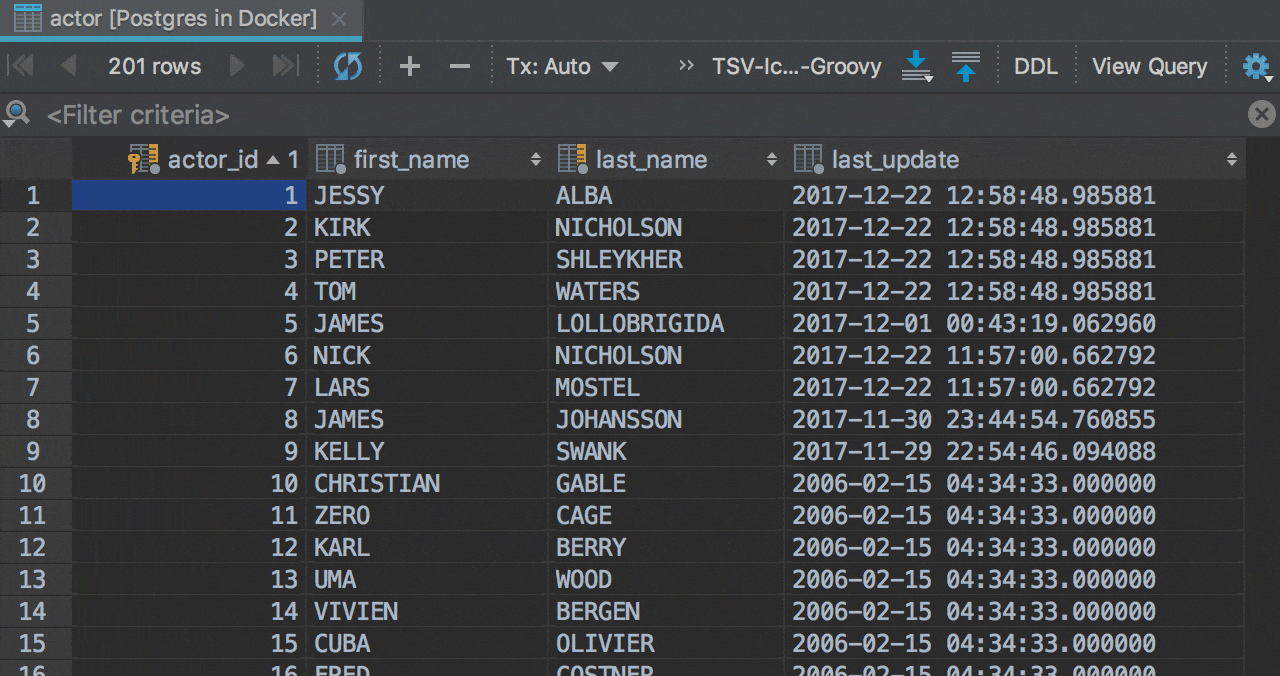 actor [Postgres in Docker]
201 rows Tx: Auto TSV-Ic...-Groovy DDL View Query
<Filter criteria>
actor_id 1 first_name last_name last_update
1 1 JESSY ALBA 2017-12-22 12:58:48.985881
2 2 KIRK NICHOLSON 2017-12-22 12:58:48.985881
3 3 PETER SHLEYKHER 2017-12-22 12:58:48.985881
4 4 TOM WATERS 2017-12-22 12:58:48.985881
5 5 JAMES LOLLOBRIGIDA 2017-12-01 00:43:19.062960
6 6 NICK NICHOLSON 2017-12-22 11:57:00.662792
7 7 LARS MOSTEL 2017-12-22 11:57:00.662792
8 8 JAMES JOHANSSON 2017-11-30 23:44:54.760855
9 9 KELLY SWANK 2017-11-29 22:54:46.094088
10 10 CHRISTIAN GABLE 2006-02-15 04:34:33.000000
11 11 ZERO CAGE 2006-02-15 04:34:33.000000
12 12 KARL BERRY 2006-02-15 04:34:33.000000
13 13 UMA WOOD 2006-02-15 04:34:33.000000
14 14 VIVIEN BERGEN 2006-02-15 04:34:33.000000
15 15 CUBA OLIVIER 2006-02-15 04:34:33.000000
16 16 FRED COSTNER 2006-02-15 04:34:33.000000